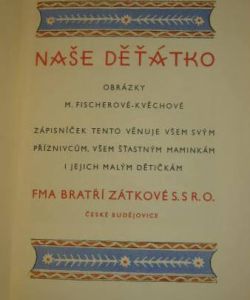 NAŠE DĚŤÁTKO
OBRÁZKY
M. FISCHEROVÉ-KVĚCHOVÉ
ZÁPISNÍČEK TENTO VĚNUJE VŠEM SVÝM
PŘÍZNIVCŮM, VŠEM ŠŤASTNÝM MAMINKÁM
I JEJICH MALÝM DĚTIČKÁM
FMA BRATŘÍ ZÁTKOVÉ S. S R. O.
ČESKÉ BUDĚJOVICE